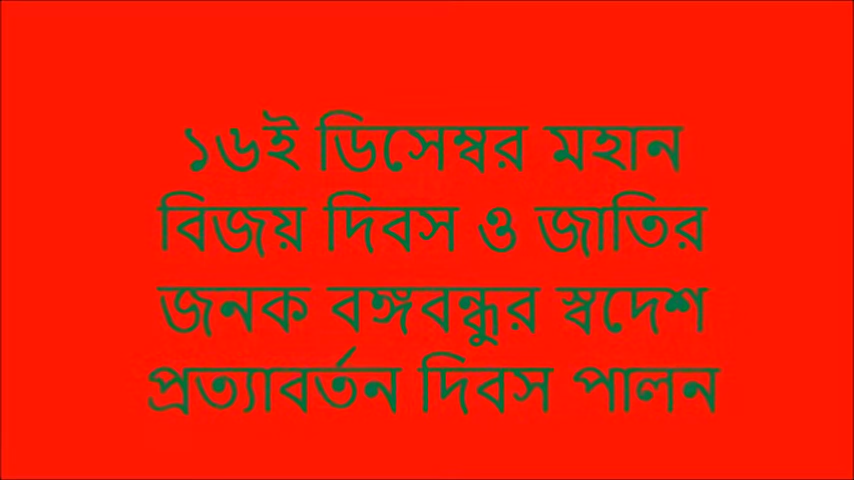 ১৬ই ডিসেম্বর মহান
বিজয় দিবস ও জাতির
জনক বঙ্গবন্ধুর স্বদেশ
প্রত্যাবর্তন দিবস পালন